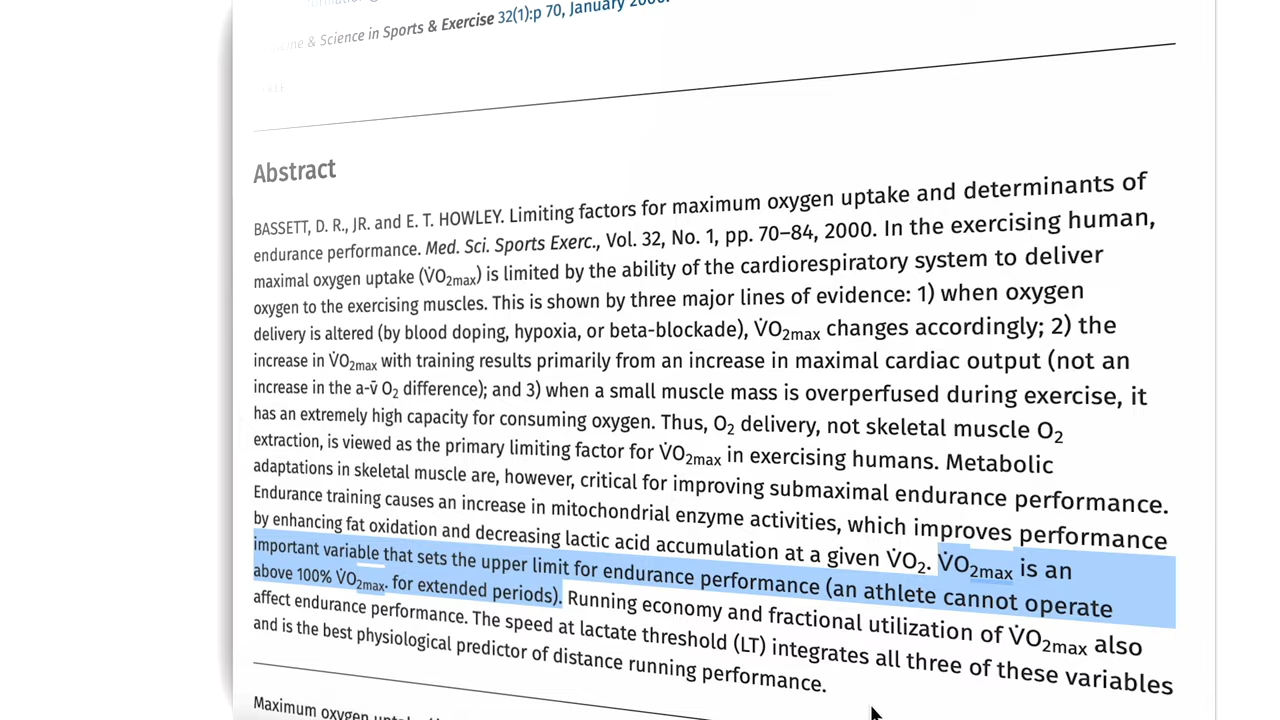 & Science in Sports & Exercise 32(1):p 70, January
Abstract
BASSETT, D. R., JR. and E. T. HOWLEY. Limiting factors for maximum oxygen uptake and determinants of
endurance performance. Med. Sci. Sports Exerc., Vol. 32, No. 1, pp. 70–84, 2000. In the exercising human,
maximal oxygen uptake (V̇O2max) is limited by the ability of the cardiorespiratory system to deliver
oxygen to the exercising muscles. This is shown by three major lines of evidence: 1) when oxygen
delivery is altered (by blood doping, hypoxia, or beta-blockade), V̇O2max changes accordingly; 2) the
increase in V̇O2max with training results primarily from an increase in maximal cardiac output (not an
increase in the a-v̄ O2 difference); and 3) when a small muscle mass is overperfused during exercise, it
has an extremely high capacity for consuming oxygen. Thus, O2 delivery, not skeletal muscle O2
extraction, is viewed as the primary limiting factor for V̇O2max in exercising humans. Metabolic
adaptations in skeletal muscle are, however, critical for improving submaximal endurance performance.
Endurance training causes an increase in mitochondrial enzyme activities, which improves performance
by enhancing fat oxidation and decreasing lactic acid accumulation at a given V̇O2. V̇O2max is an
important variable that sets the upper limit for endurance performance (an athlete cannot operate
above 100% V̇O2max. for extended periods). Running economy and fractional utilization of V̇O2max also
affect endurance performance. The speed at lactate threshold (LT) integrates all three of these variables
and is the best physiological predictor of distance running performance.
Maximum oxygen